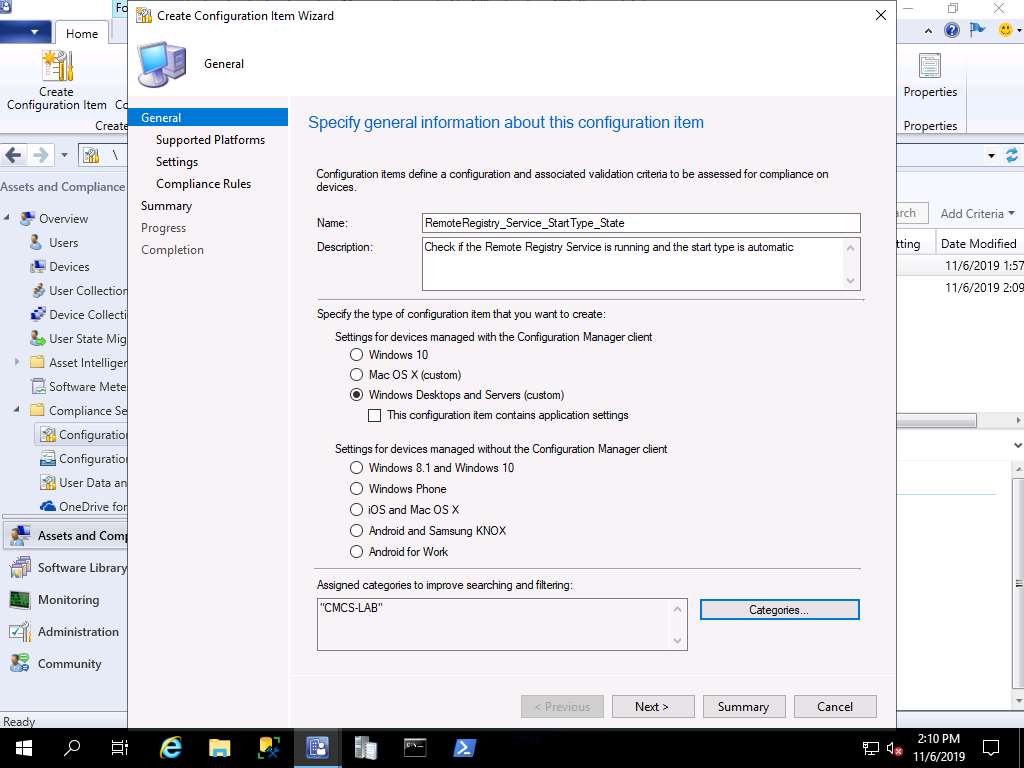 Create Configuration Item Wizard
Fo
Home
General
Create
Configuration Item
Co
Create
Properties
Properties
\
Assets and Compliance
Overview
Users
Devices
User Collection
Device Collecti
User State Mig
Asset Intelliger
Software Mete
Compliance Se
Configuratio
Configuratio
User Data an
OneDrive for
Assets and Comp
Software Library
Monitoring
Administration
Community
Ready
General
Supported Platforms
Settings
Compliance Rules
Summary
Progress
Completion
Specify general information about this configuration item
Configuration items define a configuration and associated validation criteria to be assessed for compliance on
devices.
Name:
RemoteRegistry_Service_StartType_State
Description:
Check if the Remote Registry Service is running and the start type is automatic
Specify the type of configuration item that you want to create:
Settings for devices managed with the Configuration Manager client
Windows 10
Mac OS X (custom)
Windows Desktops and Servers (custom)
This configuration item contains application settings
Settings for devices managed without the Configuration Manager client
Windows 8.1 and Windows 10
Windows Phone
iOS and Mac OS X
Android and Samsung KNOX
Android for Work
Assigned categories to improve searching and filtering:
"CMCS-LAB"
Categories...
< Previous
Next >
Summary
Cancel
arch
Add Criteria
tting
Date Modified
11/6/2019 1:57
11/6/2019 2:09
2:10 PM
11/6/2019